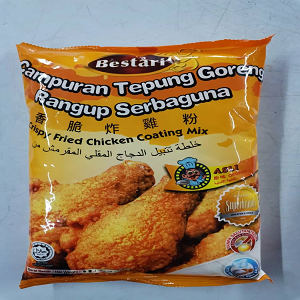 Bestari
Campuran Tepung Goreng
Rangup Serbaguna
香脆炸雞粉
Crispy Fried Chicken Coating Mix
خلطة تتبيل الدجاج المقلي المقرمش من